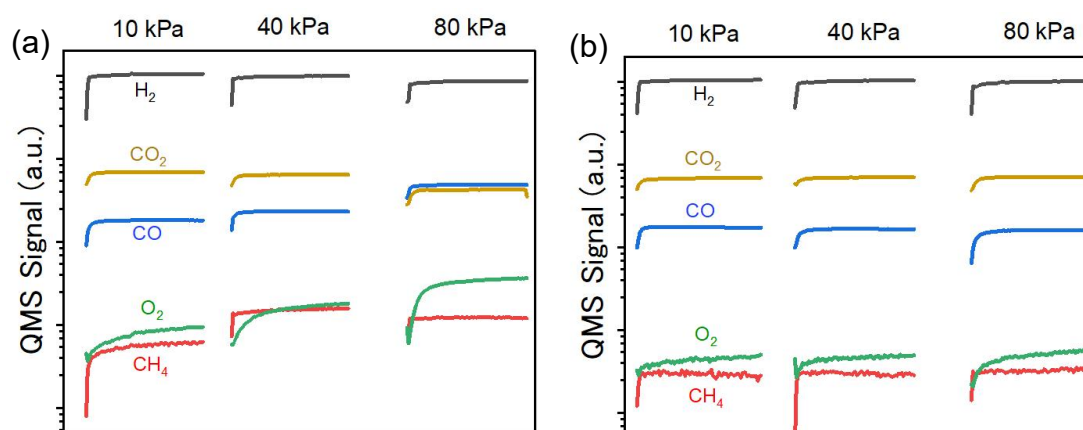 (a)
10 kPa 40 kPa 80 kPa
QMS Signal (a.u.)
H₂
CO₂
CO
O₂
CH₄
(b)
10 kPa 40 kPa 80 kPa
QMS Signal (a.u.)
H₂
CO₂
CO
O₂
CH₄